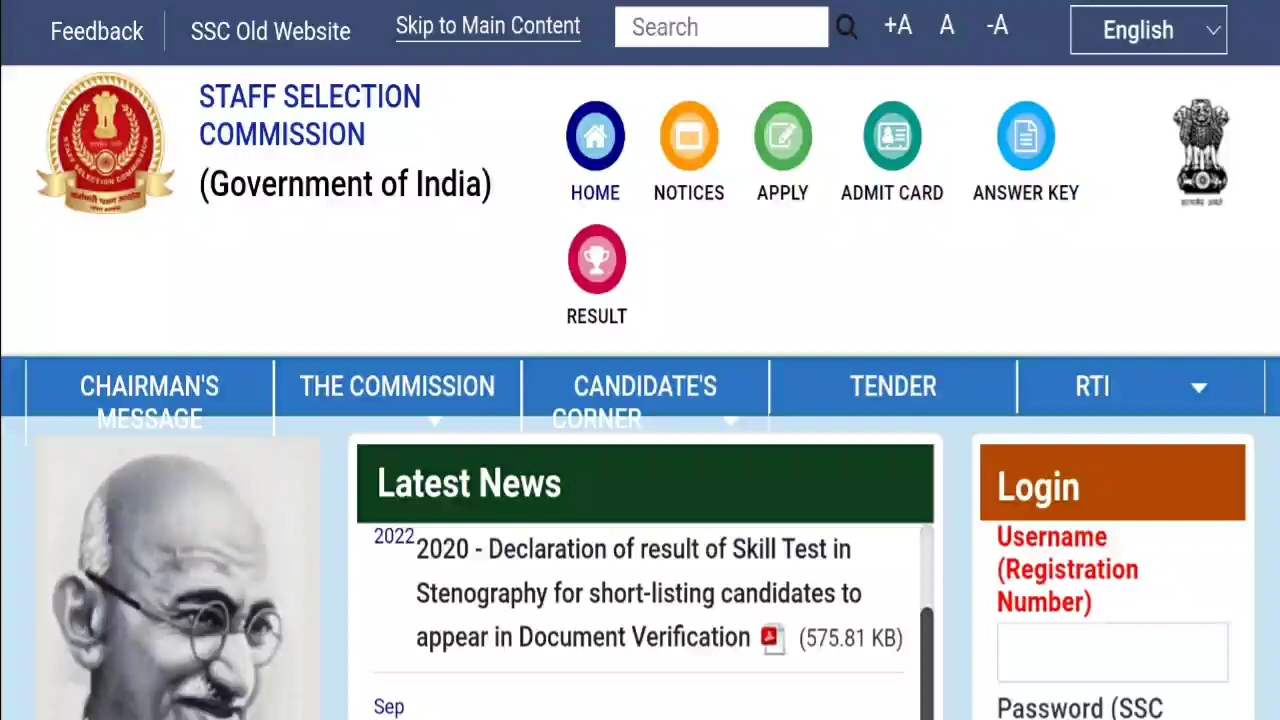 Feedback
SSC Old Website
Skip to Main Content
Search
+A A -A
English
STAFF SELECTION
COMMISSION
(Government of India)
HOME
NOTICES
APPLY
ADMIT CARD
ANSWER KEY
RESULT
CHAIRMAN'S
MESSAGE
THE COMMISSION
CANDIDATE'S
CORNER
TENDER
RTI
Latest News
2022
2020 - Declaration of result of Skill Test in
Stenography for short-listing candidates to
appear in Document Verification (575.81 KB)
Sep
Login
Username
(Registration
Number)
Password (SSC